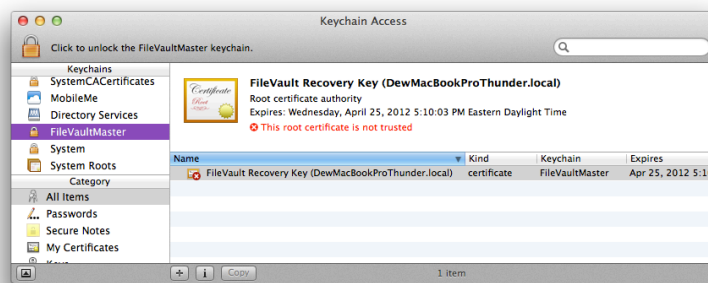 Keychain Access
Click to unlock the FileVaultMaster keychain.
Keychains
SystemCACertificates
MobileMe
Directory Services
FileVaultMaster
System
System Roots
Category
All Items
Passwords
Secure Notes
My Certificates
Certificate
Root
FileVault Recovery Key (DewMacBookProThunder.local)
Root certificate authority
Expires: Wednesday, April 25, 2012 5:10:03 PM Eastern Daylight Time
This root certificate is not trusted
Name Kind Keychain Expires
FileVault Recovery Key (DewMacBookProThunder.local) certificate FileVaultMaster Apr 25, 2012 5:1
Copy
1 item